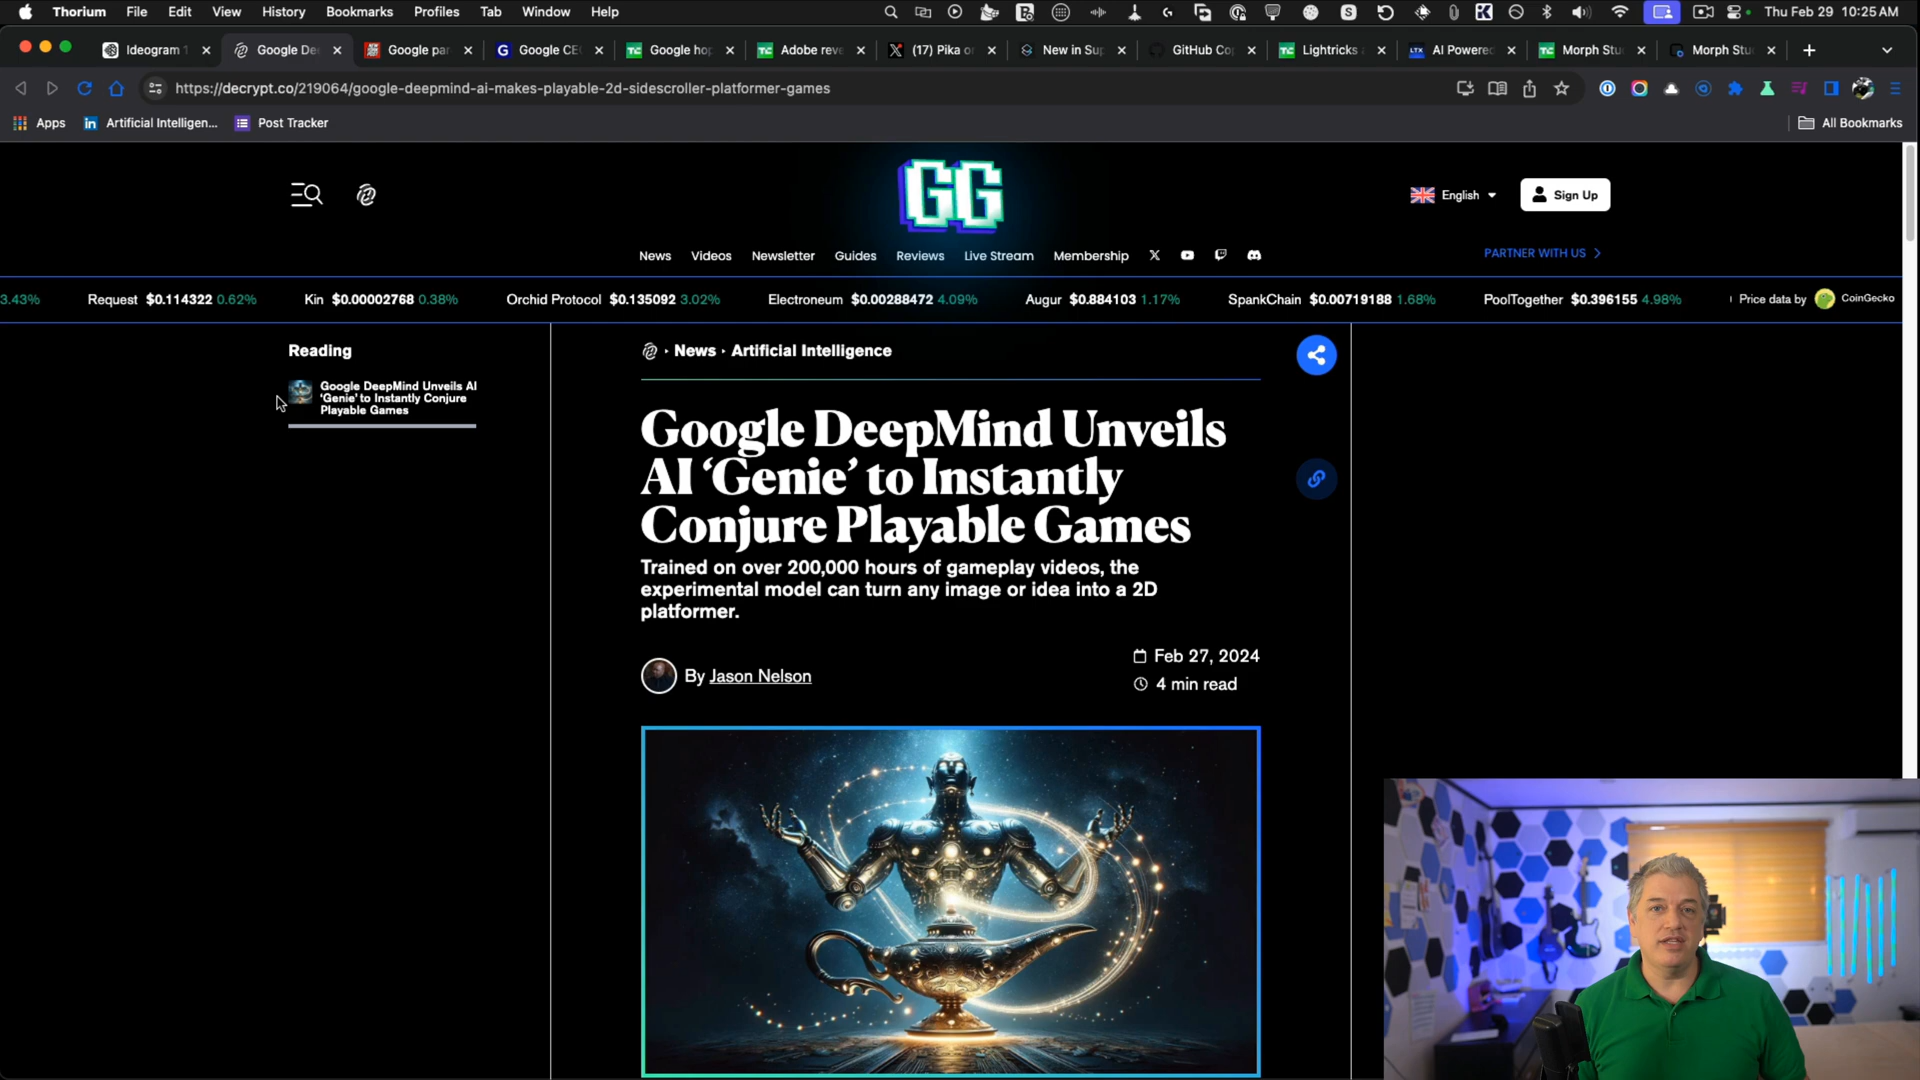 Thorium File Edit View History Bookmarks Profiles Tab Window Help Thu Feb 29 10:25 AM
Ideogram 1 Google De Google par Google CE Google hop Adobe reve (17) Pika on New in Sup GitHub Co Lightricks AI Powere Morph Stu Morph Stu
https://decrypt.co/219064/google-deepmind-ai-makes-playable-2d-sidescroller-platformer-games
Apps Artificial Intelligen... Post Tracker All Bookmarks
GG
English Sign Up
News Videos Newsletter Guides Reviews Live Stream Membership PARTNER WITH US
3.43% Request $0.114322 0.62% Kin $0.00002768 0.38% Orchid Protocol $0.135092 3.02% Electroneum $0.00288472 4.09% Augur $0.884103 1.17% SpankChain $0.00719188 1.68% PoolTogether $0.396155 4.98% Price data by CoinGecko
Reading
Google DeepMind Unveils AI
‘Genie’ to Instantly Conjure
Playable Games
News Artificial Intelligence
Google DeepMind Unveils
AI ‘Genie’ to Instantly
Conjure Playable Games
Trained on over 200,000 hours of gameplay videos, the
experimental model can turn any image or idea into a 2D
platformer.
By Jason Nelson
Feb 27, 2024
4 min read